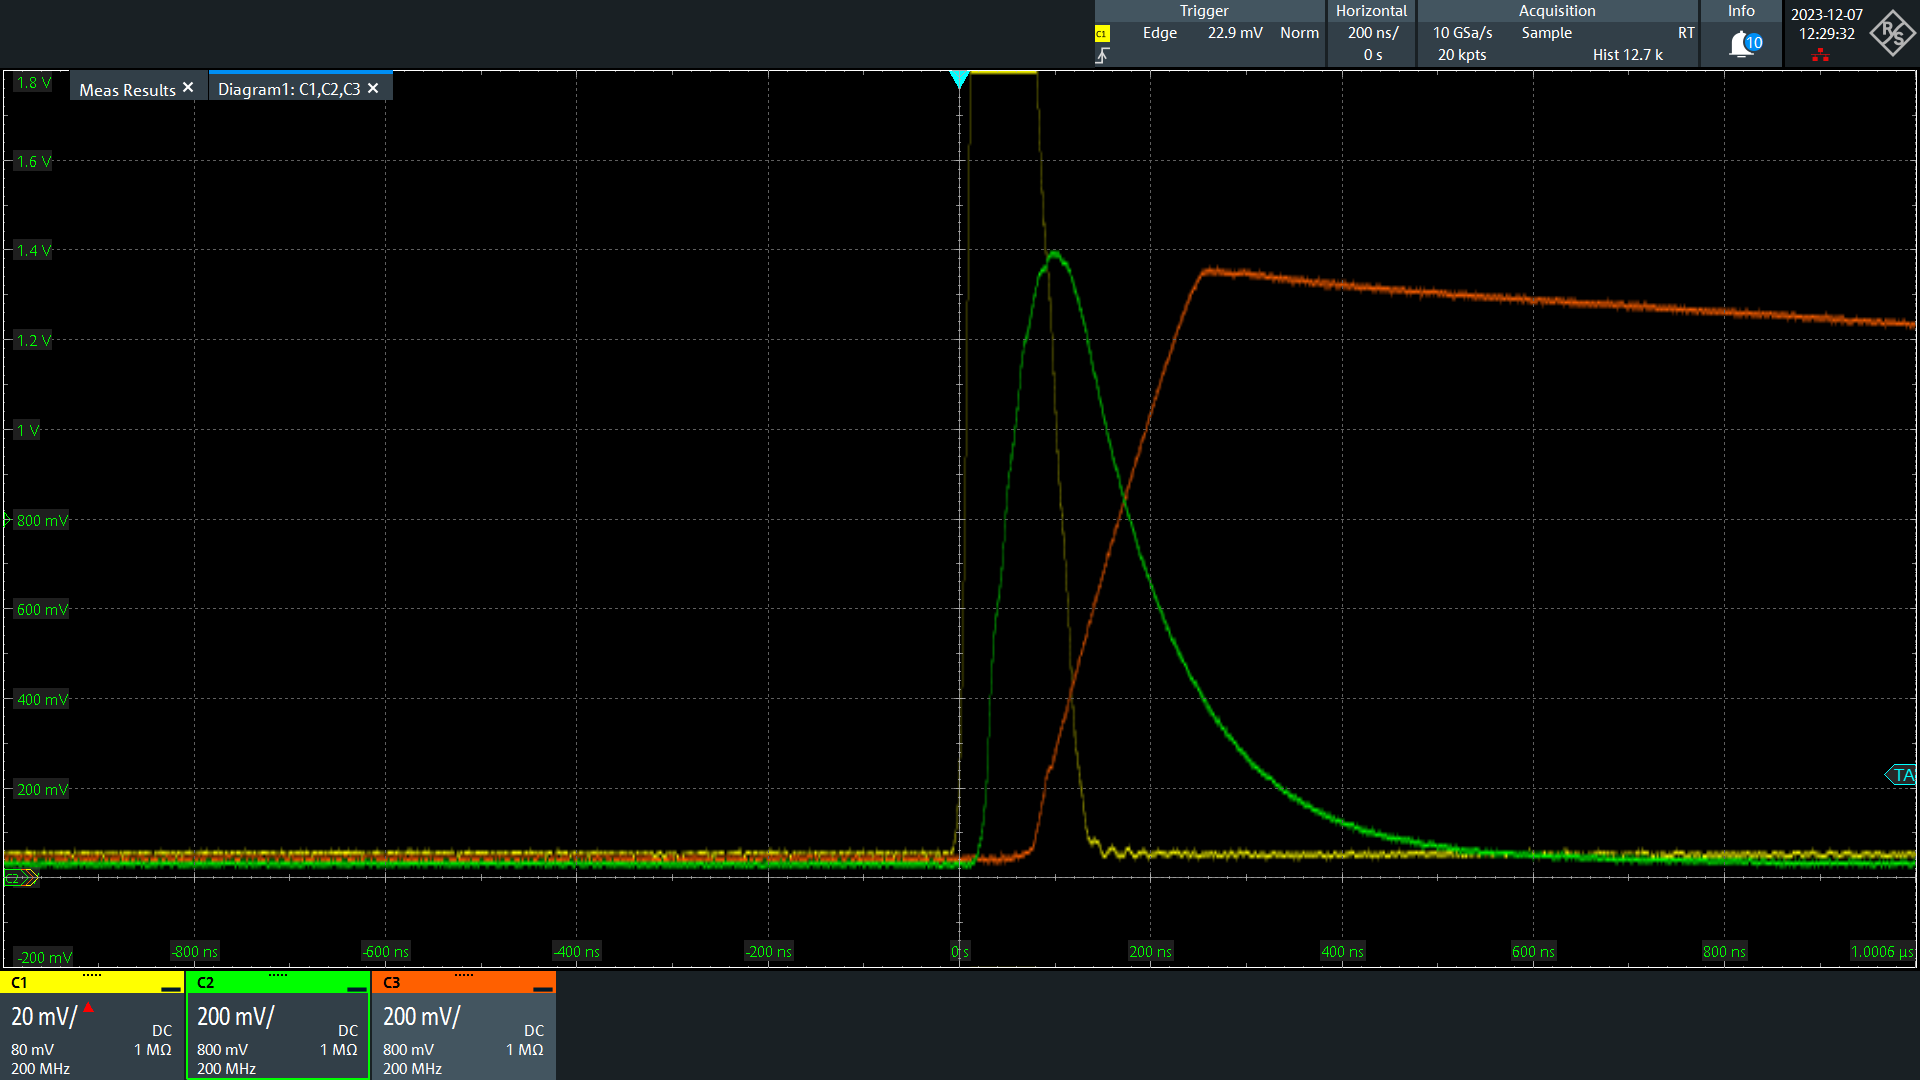 Trigger
C1 Edge 22.9 mV Norm
Horizontal
200 ns/
0 s
Acquisition
10 GSa/s Sample RT
20 kpts Hist 12.7 k
Info
10
2023-12-07
12:29:32
R S
Meas Results ✕
Diagram1: C1,C2,C3 ✕
1.8 V
1.6 V
1.4 V
1.2 V
1 V
800 mV
600 mV
400 mV
200 mV
TA
C2
-200 mV
-800 ns
-600 ns
-400 ns
-200 ns
0 s
200 ns
400 ns
600 ns
800 ns
1.0006 µs
C1
20 mV/
DC
80 mV 1 MΩ
200 MHz
C2
200 mV/
DC
800 mV 1 MΩ
200 MHz
C3
200 mV/
DC
800 mV 1 MΩ
200 MHz